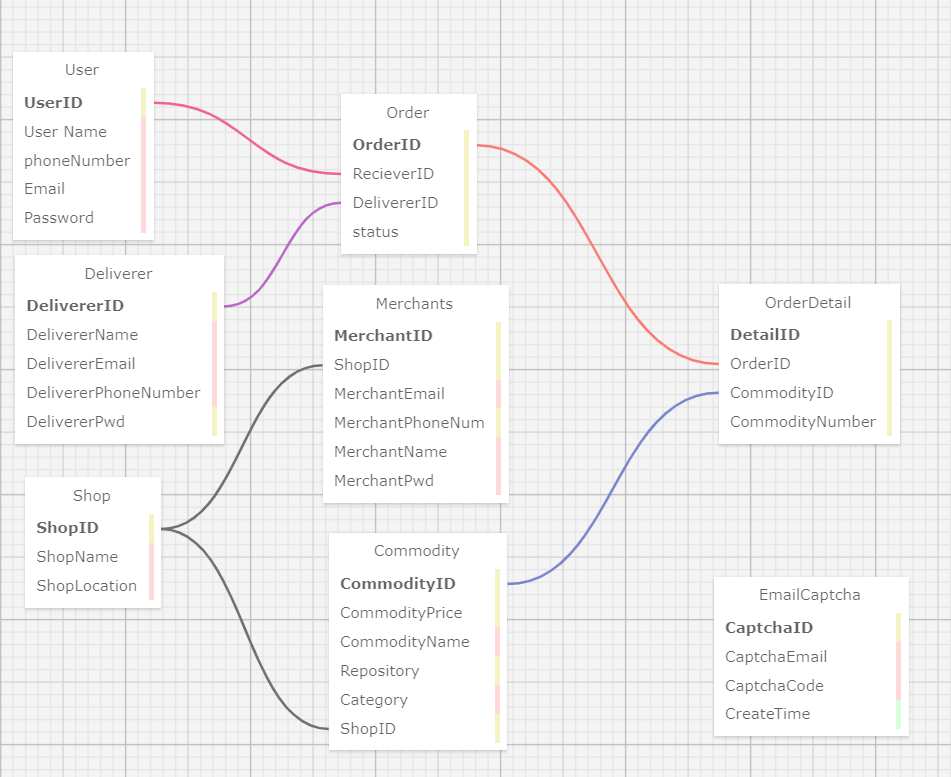 User
UserID
User Name
phoneNumber
Email
Password
Order
OrderID
RecieverID
DelivererID
status
Deliverer
DelivererID
DelivererName
DelivererEmail
DelivererPhoneNumber
DelivererPwd
Merchants
MerchantID
ShopID
MerchantEmail
MerchantPhoneNum
MerchantName
MerchantPwd
OrderDetail
DetailID
OrderID
CommodityID
CommodityNumber
Shop
ShopID
ShopName
ShopLocation
Commodity
CommodityID
CommodityPrice
CommodityName
Repository
Category
ShopID
EmailCaptcha
CaptchaID
CaptchaEmail
CaptchaCode
CreateTime